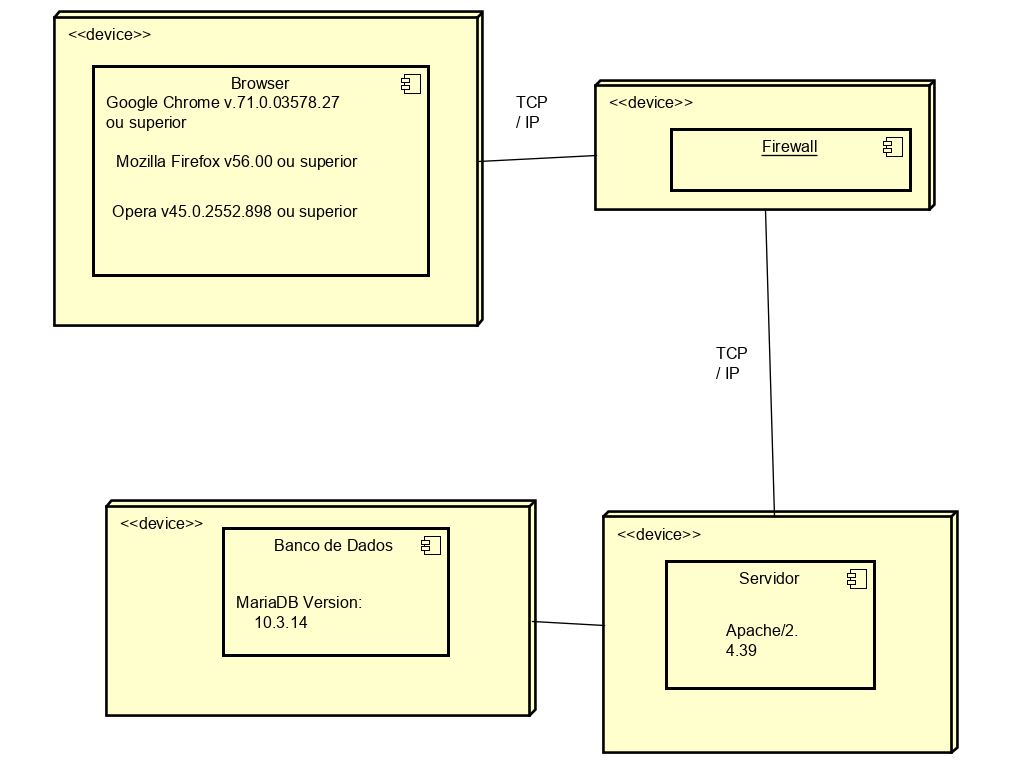 <<device>>
Browser
Google Chrome v.71.0.03578.27
ou superior
Mozilla Firefox v56.00 ou superior
Opera v45.0.2552.898 ou superior
TCP
/ IP
<<device>>
Firewall
TCP
/ IP
<<device>>
Banco de Dados
MariaDB Version:
10.3.14
<<device>>
Servidor
Apache/2.
4.39